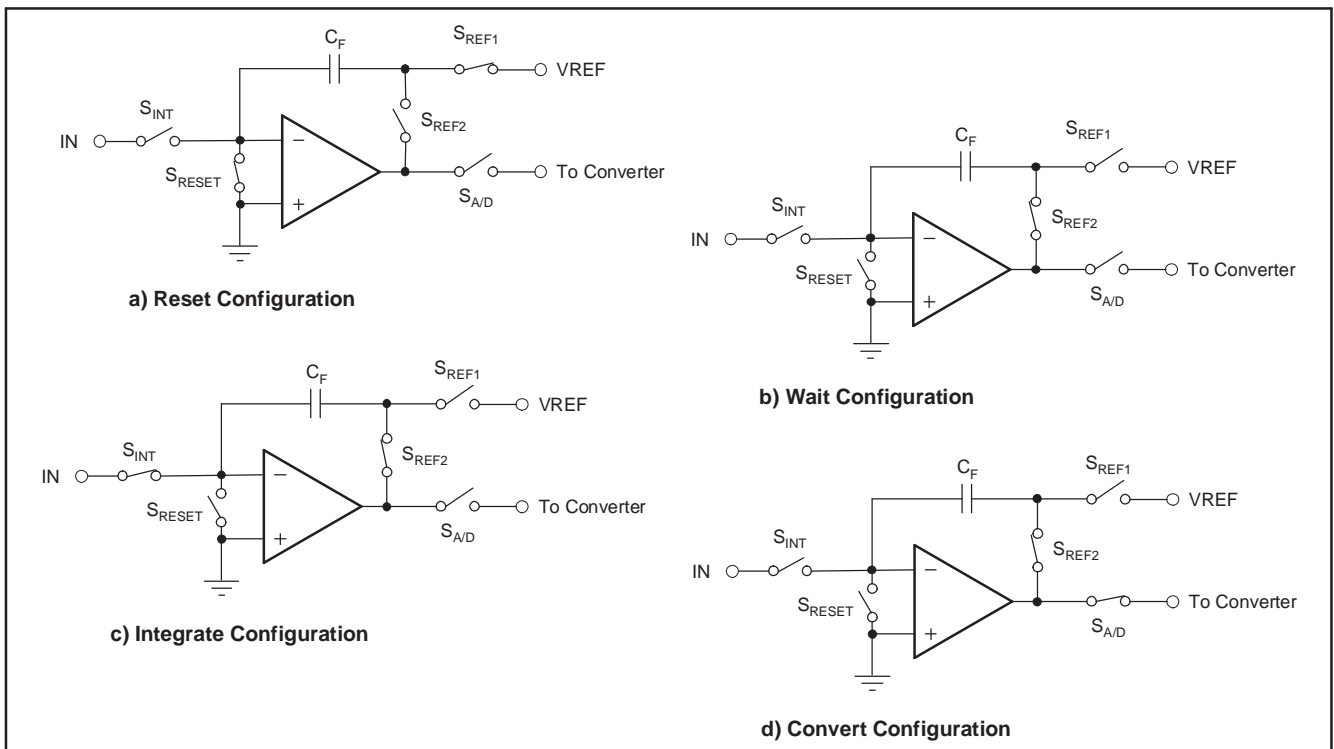 C_F
S_REF1
VREF
S_INT
IN
S_REF2
S_RESET
−
+
To Converter
S_A/D
a) Reset Configuration
C_F
S_REF1
VREF
S_INT
IN
S_REF2
S_RESET
−
+
To Converter
S_A/D
b) Wait Configuration
C_F
S_REF1
VREF
S_INT
IN
S_REF2
S_RESET
−
+
To Converter
S_A/D
c) Integrate Configuration
C_F
S_REF1
VREF
S_INT
IN
S_REF2
S_RESET
−
+
To Converter
S_A/D
d) Convert Configuration